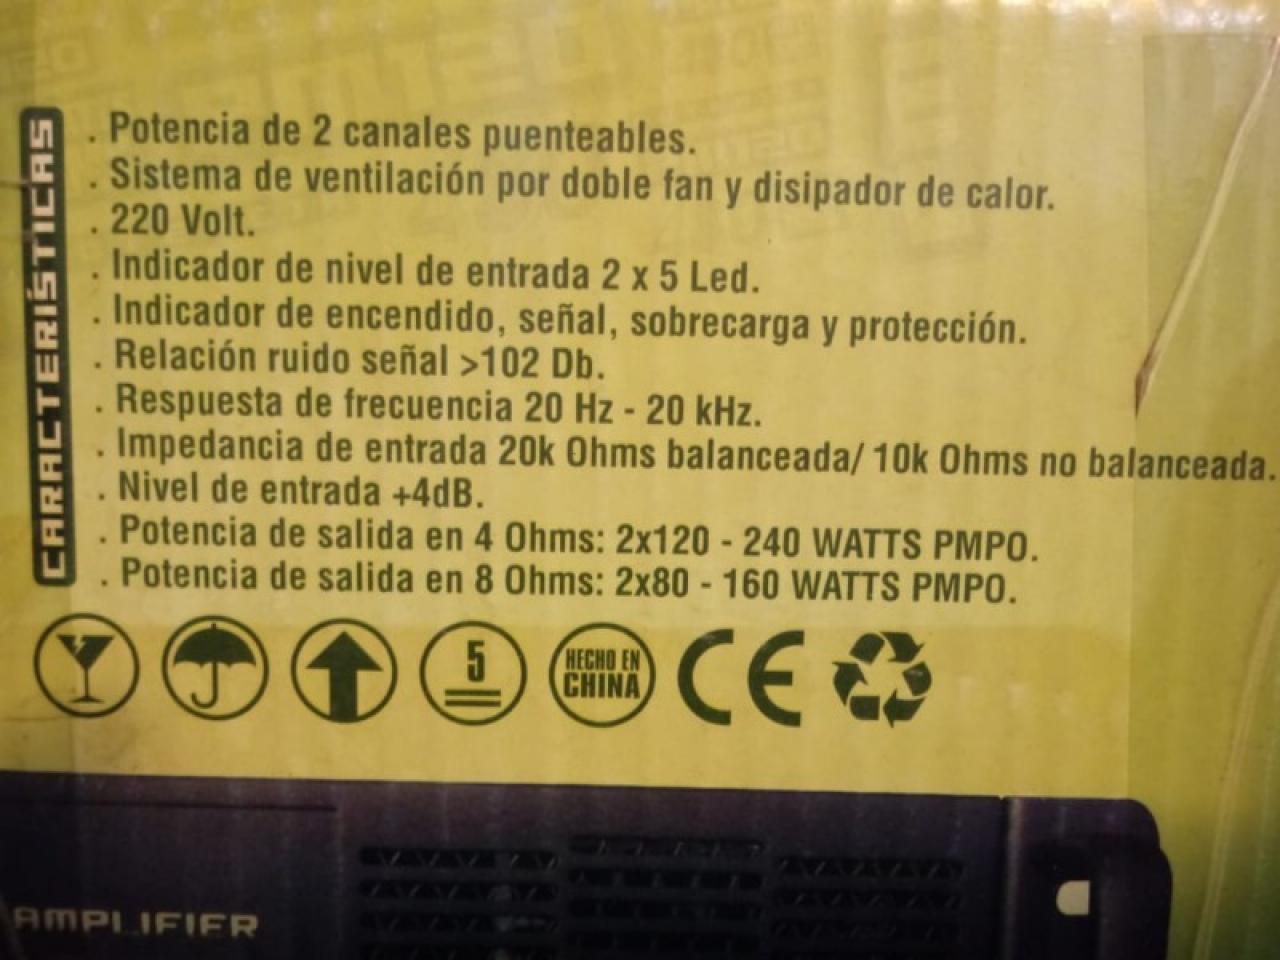 CARACTERÍSTICAS
. Potencia de 2 canales puenteables.
. Sistema de ventilación por doble fan y disipador de calor.
. 220 Volt.
. Indicador de nivel de entrada 2 x 5 Led.
. Indicador de encendido, señal, sobrecarga y protección.
. Relación ruido señal >102 Db.
. Respuesta de frecuencia 20 Hz - 20 kHz.
. Impedancia de entrada 20k Ohms balanceada/ 10k Ohms no balanceada.
. Nivel de entrada +4dB.
. Potencia de salida en 4 Ohms: 2x120 - 240 WATTS PMPO.
. Potencia de salida en 8 Ohms: 2x80 - 160 WATTS PMPO.
5
HECHO EN
CHINA
CE
AMPLIFIER